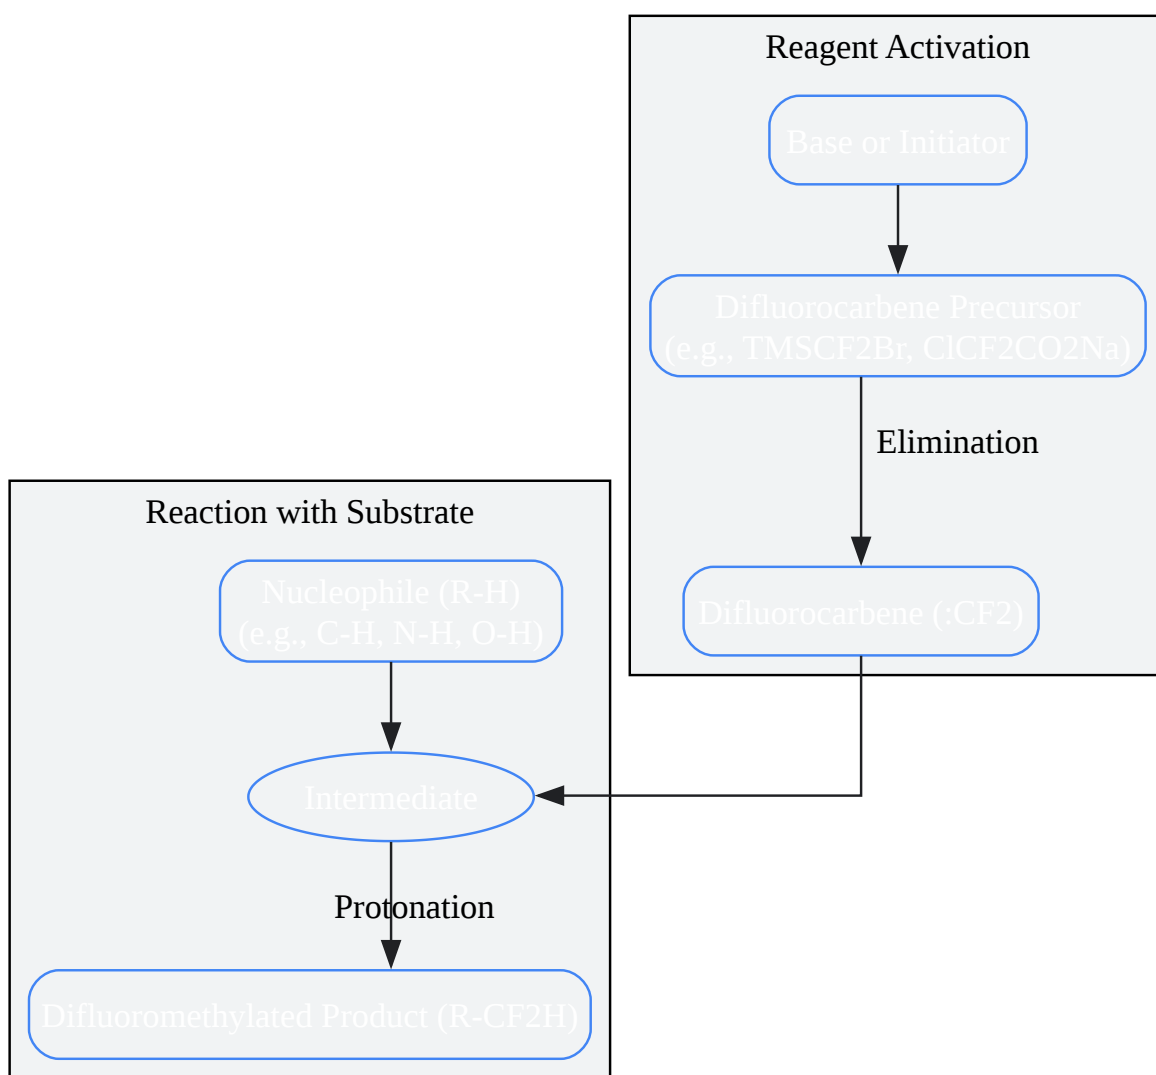 Reagent Activation
Base or Initiator
Difluorocarbene Precursor
(e.g., TMSCF2Br, ClCF2CO2Na)
Elimination
Difluorocarbene (:CF2)
Reaction with Substrate
Nucleophile (R-H)
(e.g., C-H, N-H, O-H)
Intermediate
Protonation
Difluoromethylated Product (R-CF2H)